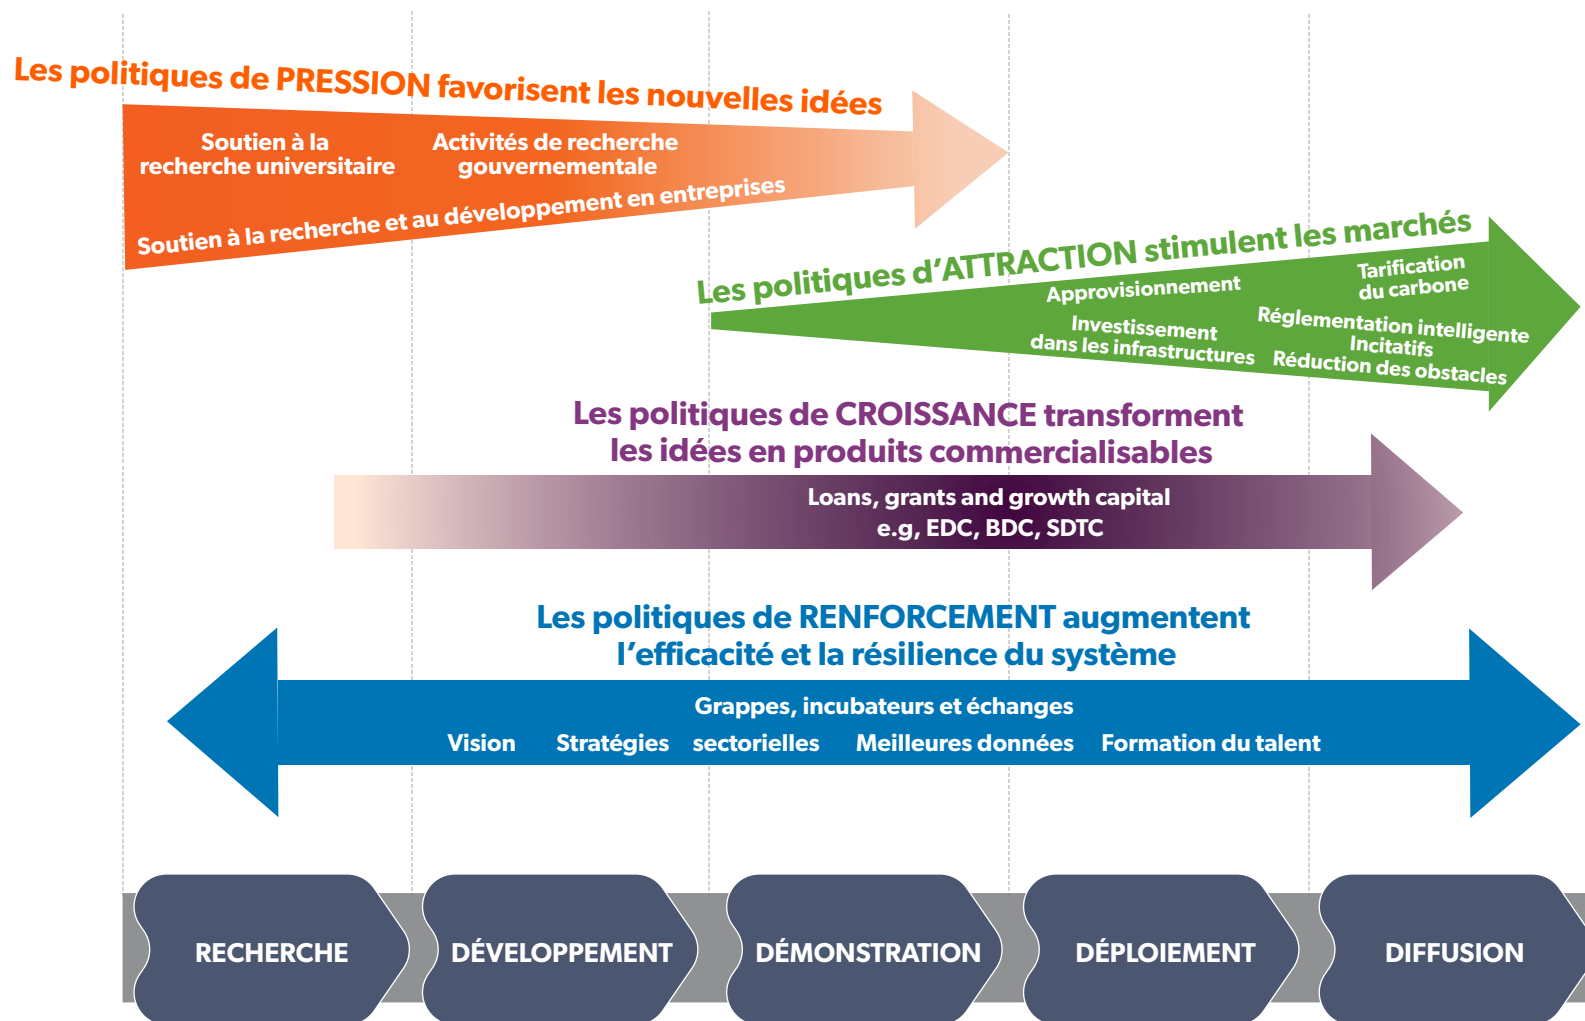 Les politiques de PRESSION favorisent les nouvelles idées
Soutien à la
recherche universitaire
Activités de recherche
gouvernementale
Soutien à la recherche et au développement en entreprises
Les politiques d’ATTRACTION stimulent les marchés
Approvisionnement
Investissement
dans les infrastructures
Tarification
du carbone
Réglementation intelligente
Incitatifs
Réduction des obstacles
Les politiques de CROISSANCE transforment
les idées en produits commercialisables
Loans, grants and growth capital
e.g, EDC, BDC, SDTC
Les politiques de RENFORCEMENT augmentent
l’efficacité et la résilience du système
Grappes, incubateurs et échanges
Vision Stratégies sectorielles Meilleures données Formation du talent
RECHERCHE DÉVELOPPEMENT DÉMONSTRATION DÉPLOIEMENT DIFFUSION